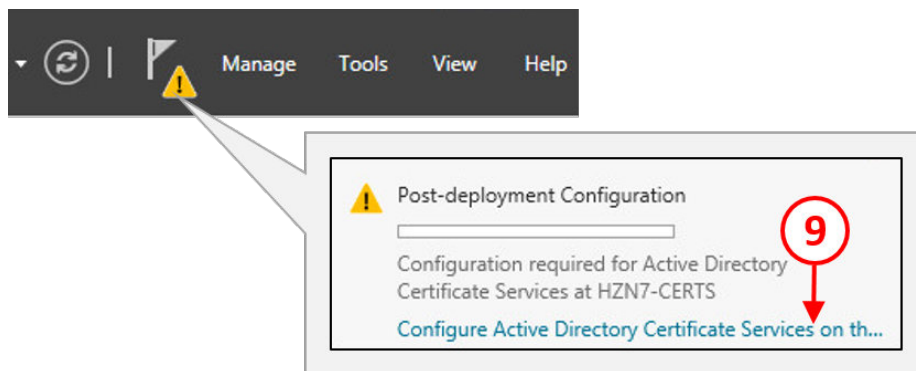 Manage Tools View Help
Post-deployment Configuration
9
Configuration required for Active Directory
Certificate Services at HZN7-CERTS
Configure Active Directory Certificate Services on th...